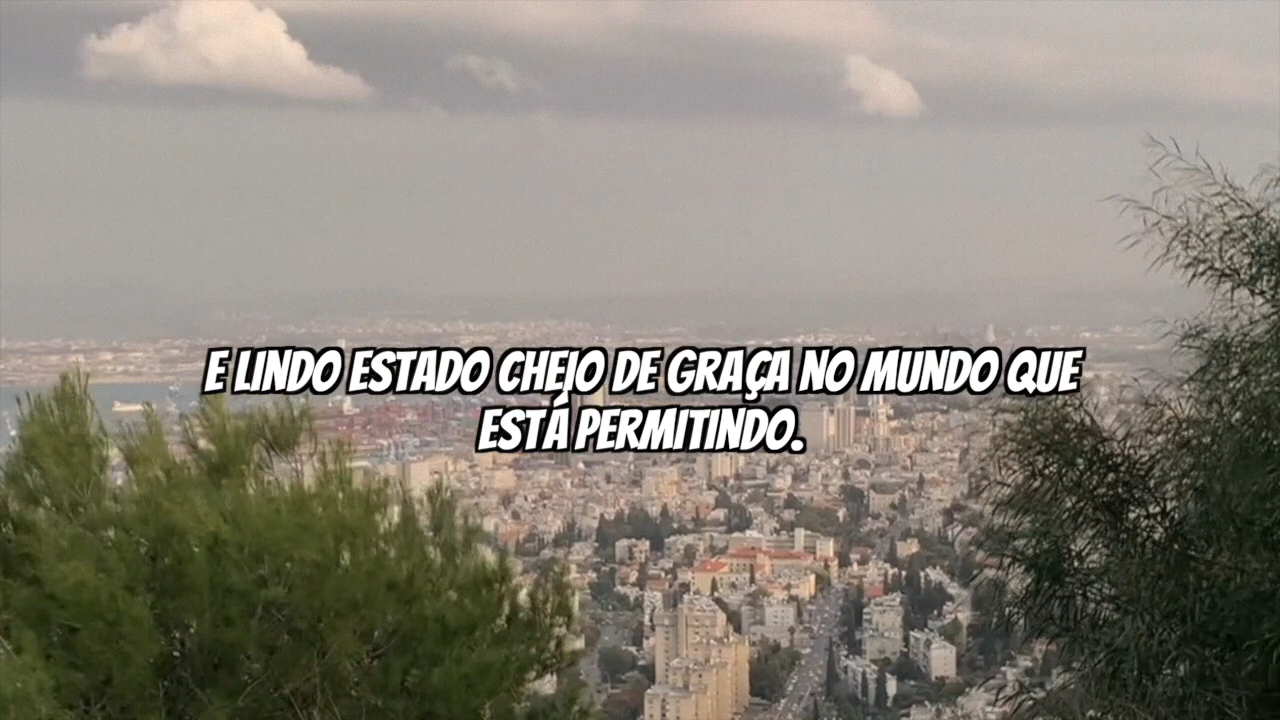 E LINDO ESTADO CHEIO DE GRAÇA NO MUNDO QUE
ESTÁ PERMITINDO.